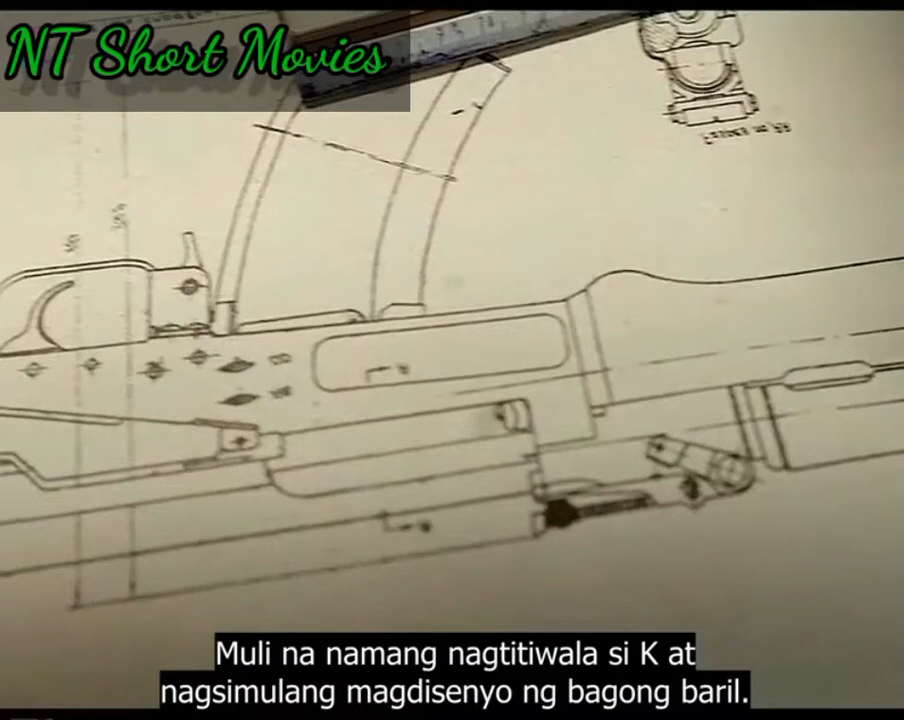 NT Short Movies
Muli na namang nagtitiwala si K at
nagsimulang magdisenyo ng bagong baril.